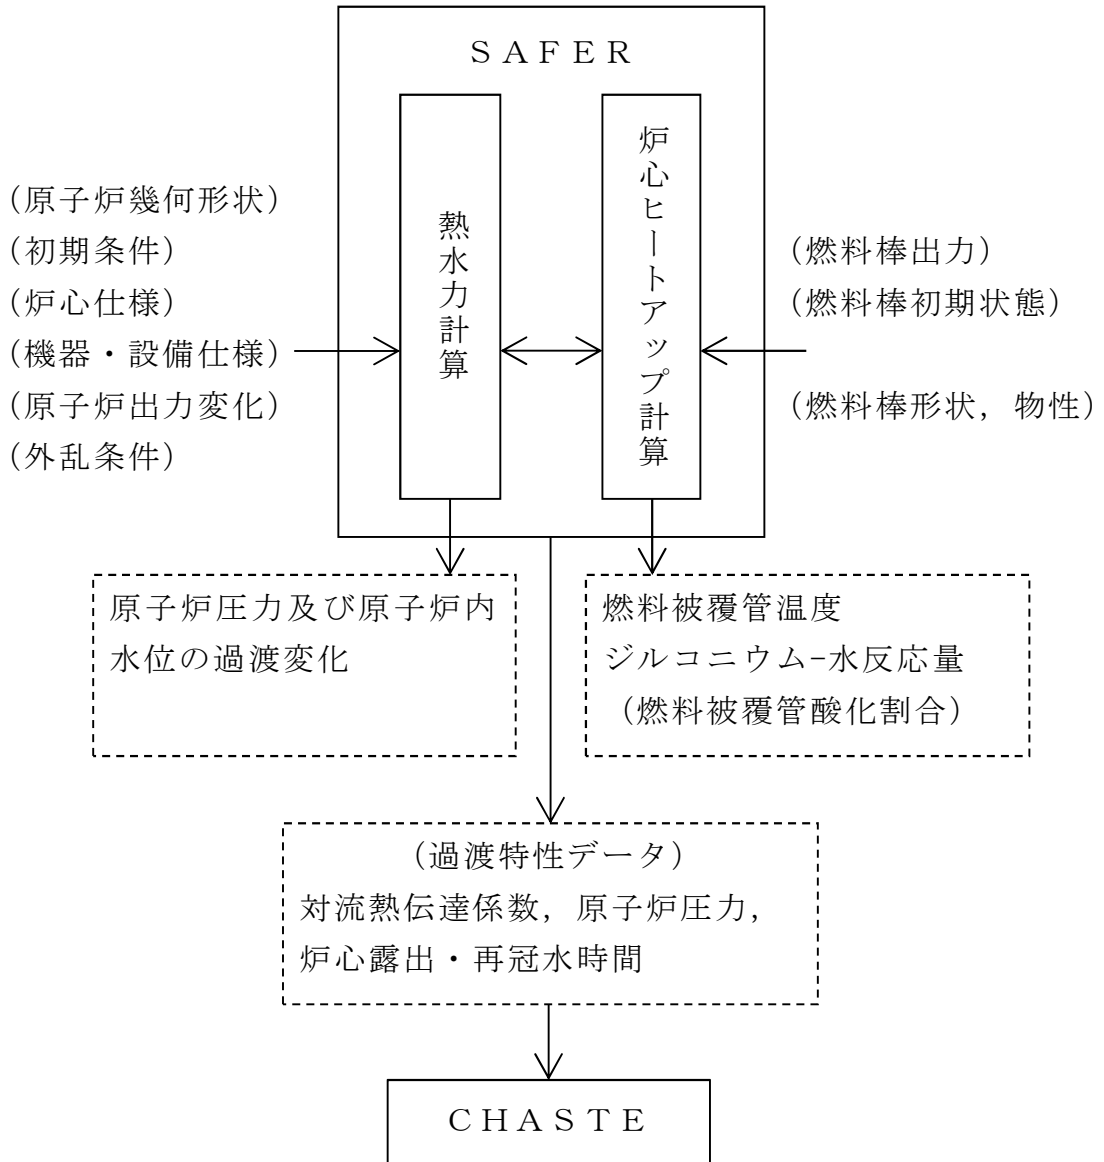 SAFER
(原子炉幾何形状)
(初期条件)
(炉心仕様)
(機器・設備仕様)
(原子炉出力変化)
(外乱条件)
熱水力計算
炉心ヒートアップ計算
(燃料棒出力)
(燃料棒初期状態)
(燃料棒形状,物性)
原子炉圧力及び原子炉内
水位の過渡変化
燃料被覆管温度
ジルコニウム-水反応量
(燃料被覆管酸化割合)
(過渡特性データ)
対流熱伝達係数,原子炉圧力,
炉心露出・再冠水時間
CHASTE